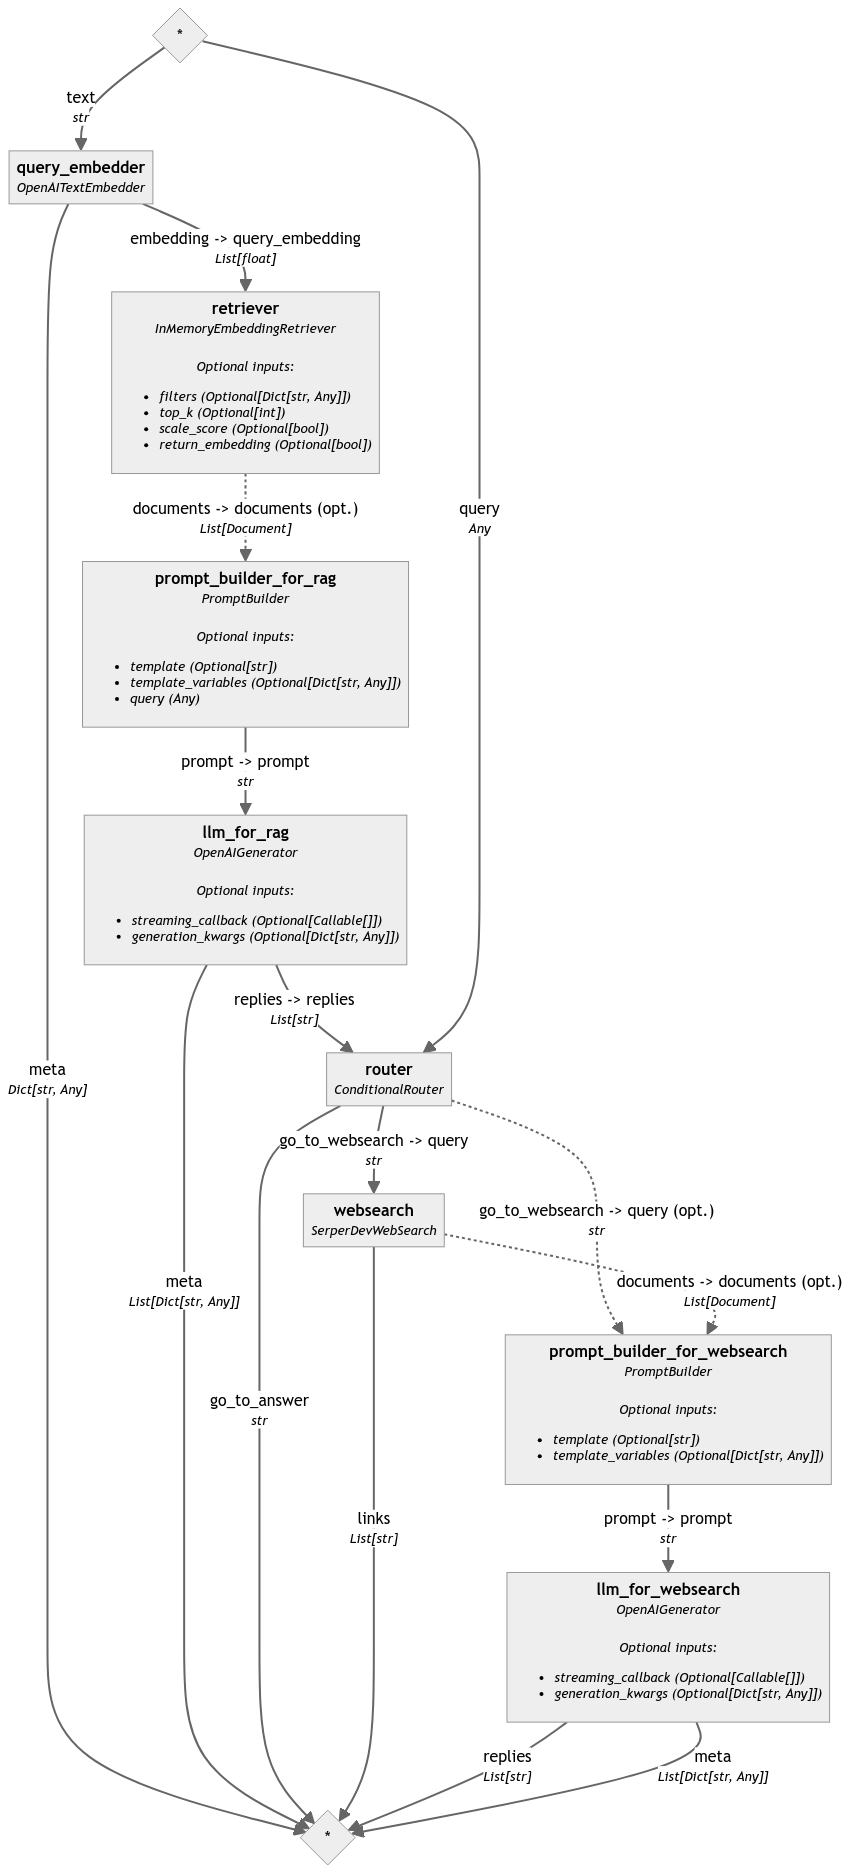 *
text
str
query_embedder
OpenAITextEmbedder
embedding -> query_embedding
List[float]
retriever
InMemoryEmbeddingRetriever
Optional inputs:
• filters (Optional[Dict[str, Any]])
• top_k (Optional[int])
• scale_score (Optional[bool])
• return_embedding (Optional[bool])
documents -> documents (opt.)
List[Document]
query
Any
prompt_builder_for_rag
PromptBuilder
Optional inputs:
• template (Optional[str])
• template_variables (Optional[Dict[str, Any]])
• query (Any)
prompt -> prompt
str
llm_for_rag
OpenAIGenerator
Optional inputs:
• streaming_callback (Optional[Callable[]])
• generation_kwargs (Optional[Dict[str, Any]])
replies -> replies
List[str]
meta
Dict[str, Any]
router
ConditionalRouter
go_to_websearch -> query
str
websearch
SerperDevWebSearch
go_to_websearch -> query (opt.)
str
meta
List[Dict[str, Any]]
documents -> documents (opt.)
List[Document]
prompt_builder_for_websearch
PromptBuilder
Optional inputs:
• template (Optional[str])
• template_variables (Optional[Dict[str, Any]])
go_to_answer
str
links
List[str]
prompt -> prompt
str
llm_for_websearch
OpenAIGenerator
Optional inputs:
• streaming_callback (Optional[Callable[]])
• generation_kwargs (Optional[Dict[str, Any]])
replies
List[str]
meta
List[Dict[str, Any]]
*